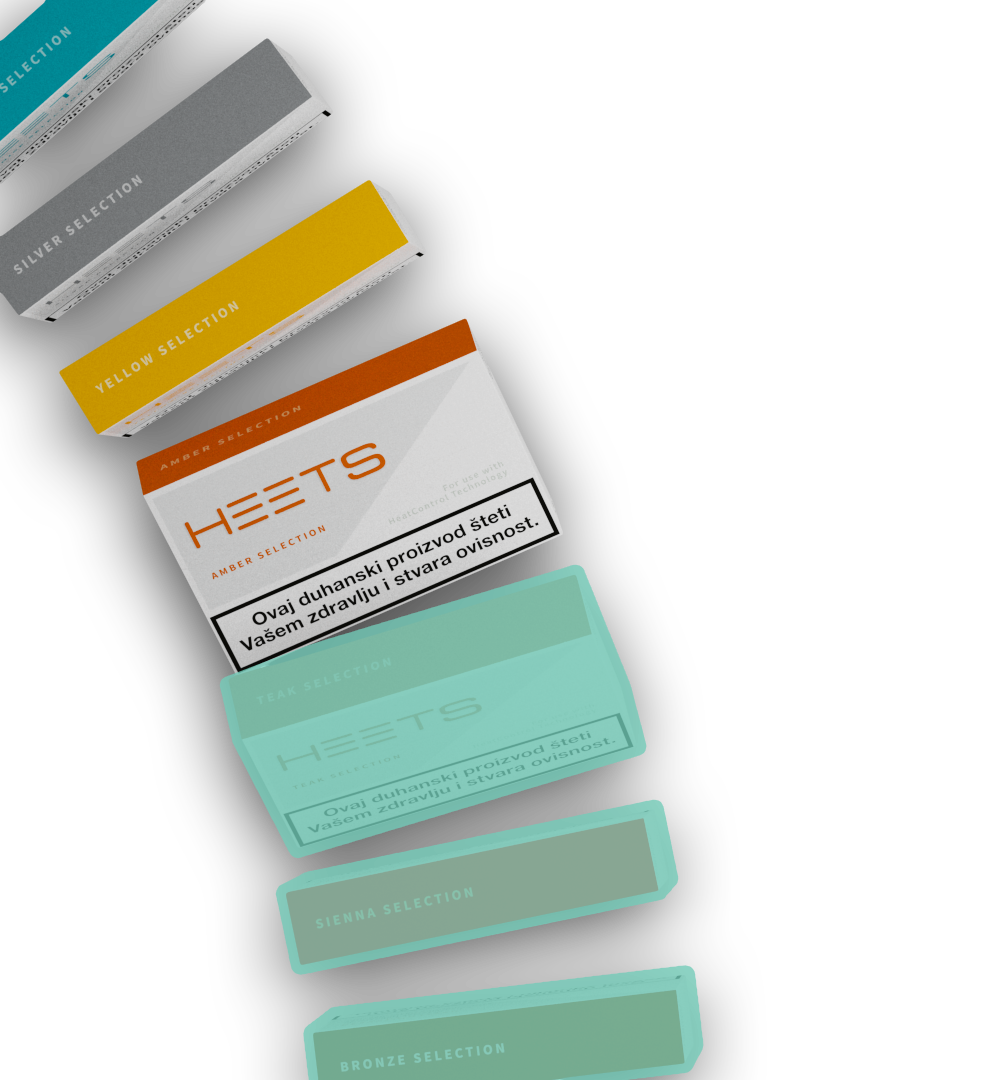 SELECTION
SILVER SELECTION
YELLOW SELECTION
AMBER SELECTION
HEETS
AMBER SELECTION
For use with
HeatControl Technology
Ovaj duhanski proizvod šteti
Vašem zdravlju i stvara ovisnost.
TEAK SELECTION
HEETS
TEAK SELECTION
Ovaj duhanski proizvod šteti
Vašem zdravlju i stvara ovisnost.
SIENNA SELECTION
BRONZE SELECTION